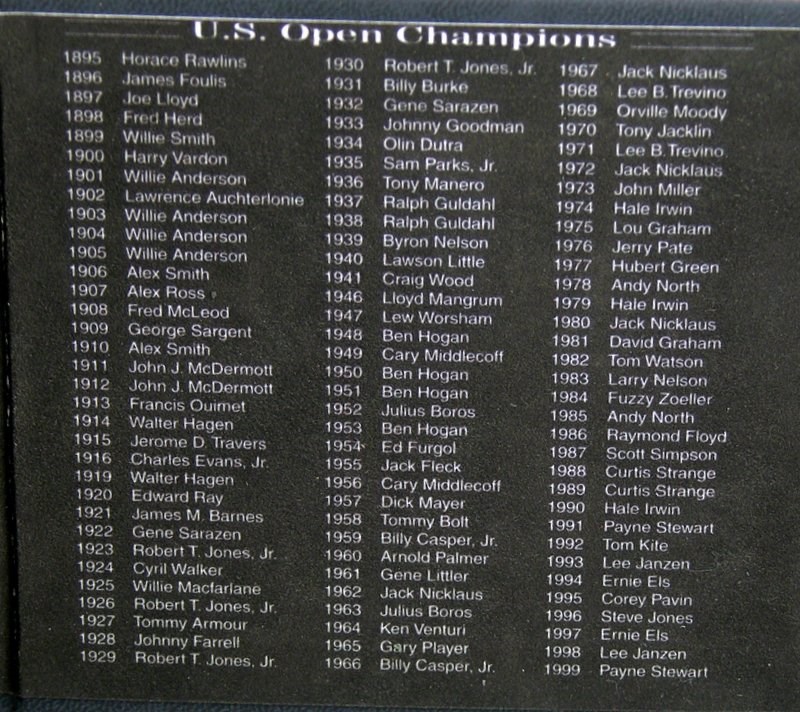 U.S. Open Champions
1895 Horace Rawlins
1896 James Foulis
1897 Joe Lloyd
1898 Fred Herd
1899 Willie Smith
1900 Harry Vardon
1901 Willie Anderson
1902 Lawrence Auchterlonie
1903 Willie Anderson
1904 Willie Anderson
1905 Willie Anderson
1906 Alex Smith
1907 Alex Ross
1908 Fred McLeod
1909 George Sargent
1910 Alex Smith
1911 John J. McDermott
1912 John J. McDermott
1913 Francis Ouimet
1914 Walter Hagen
1915 Jerome D. Travers
1916 Charles Evans, Jr.
1919 Walter Hagen
1920 Edward Ray
1921 James M. Barnes
1922 Gene Sarazen
1923 Robert T. Jones, Jr.
1924 Cyril Walker
1925 Willie Macfarlane
1926 Robert T. Jones, Jr.
1927 Tommy Armour
1928 Johnny Farrell
1929 Robert T. Jones, Jr.
1930 Robert T. Jones, Jr.
1931 Billy Burke
1932 Gene Sarazen
1933 Johnny Goodman
1934 Olin Dutra
1935 Sam Parks, Jr.
1936 Tony Manero
1937 Ralph Guldahl
1938 Ralph Guldahl
1939 Byron Nelson
1940 Lawson Little
1941 Craig Wood
1946 Lloyd Mangrum
1947 Lew Worsham
1948 Ben Hogan
1949 Cary Middlecoff
1950 Ben Hogan
1951 Ben Hogan
1952 Julius Boros
1953 Ben Hogan
1954 Ed Furgol
1955 Jack Fleck
1956 Cary Middlecoff
1957 Dick Mayer
1958 Tommy Bolt
1959 Billy Casper, Jr.
1960 Arnold Palmer
1961 Gene Littler
1962 Jack Nicklaus
1963 Julius Boros
1964 Ken Venturi
1965 Gary Player
1966 Billy Casper, Jr.
1967 Jack Nicklaus
1968 Lee B. Trevino
1969 Orville Moody
1970 Tony Jacklin
1971 Lee B. Trevino
1972 Jack Nicklaus
1973 John Miller
1974 Hale Irwin
1975 Lou Graham
1976 Jerry Pate
1977 Hubert Green
1978 Andy North
1979 Hale Irwin
1980 Jack Nicklaus
1981 David Graham
1982 Tom Watson
1983 Larry Nelson
1984 Fuzzy Zoeller
1985 Andy North
1986 Raymond Floyd
1987 Scott Simpson
1988 Curtis Strange
1989 Curtis Strange
1990 Hale Irwin
1991 Payne Stewart
1992 Tom Kite
1993 Lee Janzen
1994 Ernie Els
1995 Corey Pavin
1996 Steve Jones
1997 Ernie Els
1998 Lee Janzen
1999 Payne Stewart